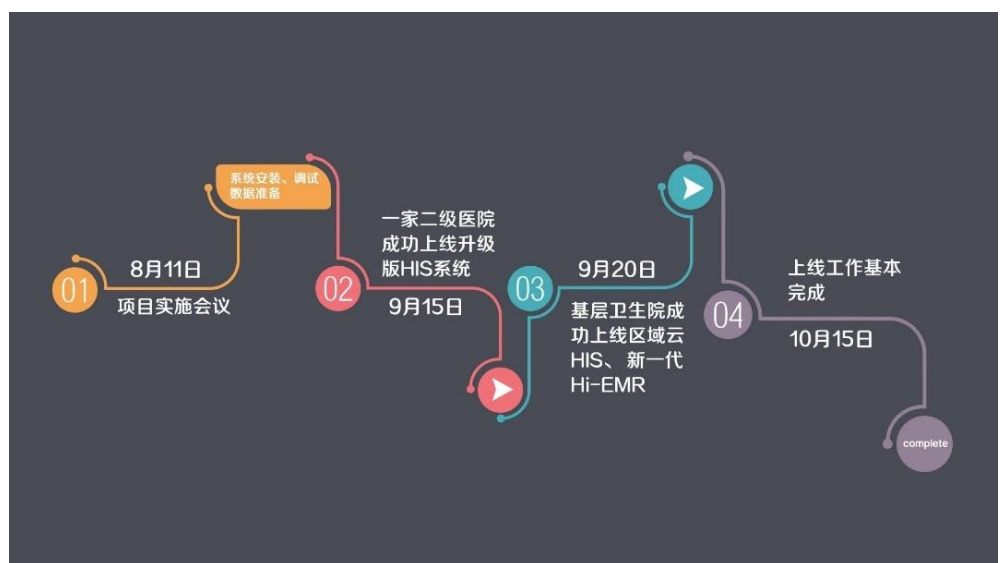 01
8月11日
项目实施会议
系统安装、调试
数据准备
02
一家二级医院
成功上线升级
版HIS系统
9月15日
03
9月20日
基层卫生院成
功上线区域云
HIS、新一代
Hi-EMR
04
上线工作基本
完成
10月15日
complete